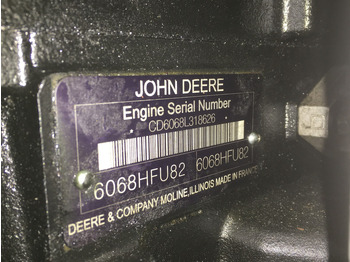 JOHN DEERE
Engine Serial Number
CD6068L318626
6068HFU82 6068HFU82
DEERE & COMPANY MOLINE, ILLINOIS MADE IN FRANCE